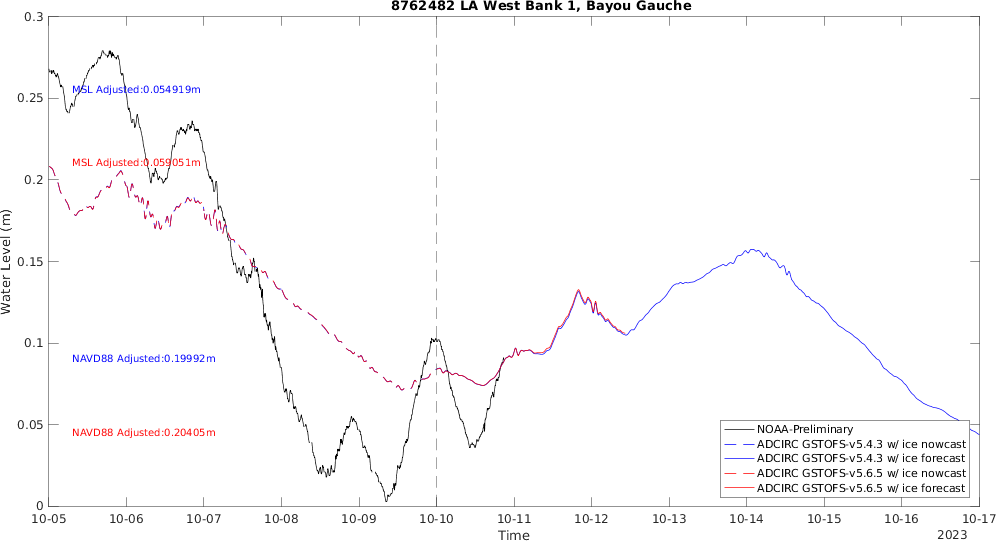 8762482 LA West Bank 1, Bayou Gauche
0.3
0.25
0.2
0.15
0.1
0.05
0
Water Level (m)
MSL Adjusted:0.054919m
MSL Adjusted:0.059051m
NAVD88 Adjusted:0.19992m
NAVD88 Adjusted:0.20405m
NOAA-Preliminary
ADCIRC GSTOFS-v5.4.3 w/ ice nowcast
ADCIRC GSTOFS-v5.4.3 w/ ice forecast
ADCIRC GSTOFS-v5.6.5 w/ ice nowcast
ADCIRC GSTOFS-v5.6.5 w/ ice forecast
10-05 10-06 10-07 10-08 10-09 10-10 10-11 10-12 10-13 10-14 10-15 10-16 10-17
Time
2023